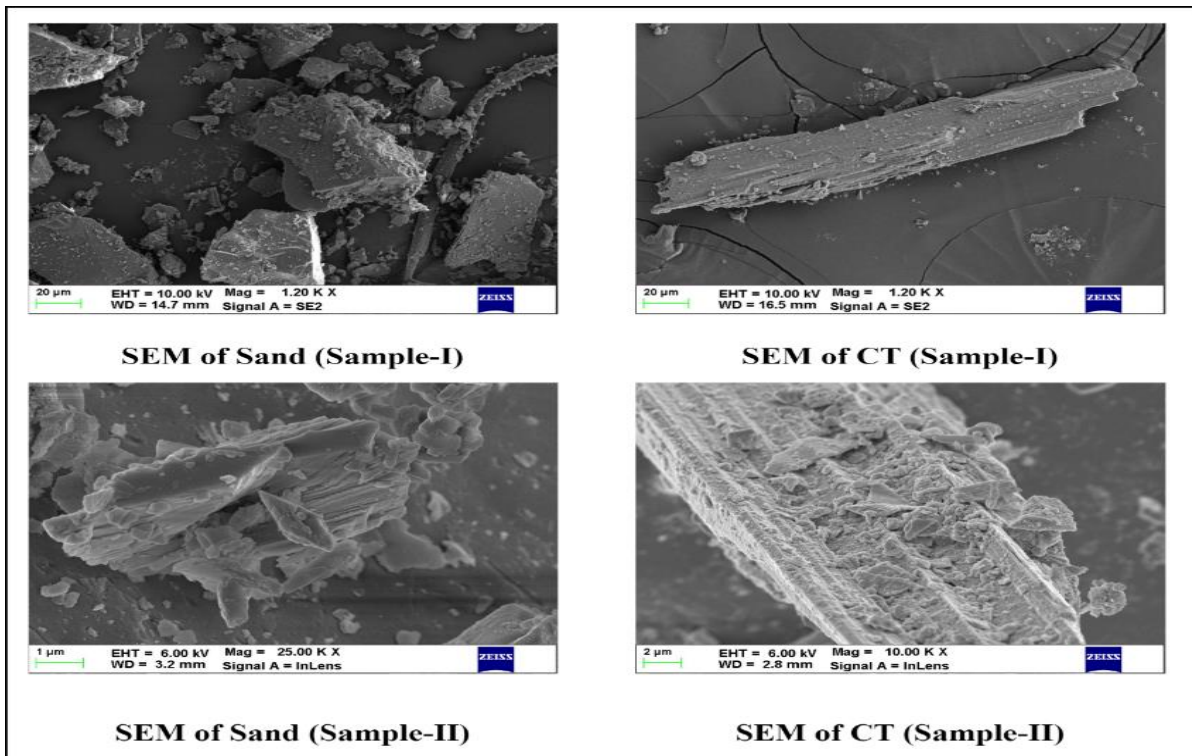 20 µm
EHT = 10.00 kV Mag = 1.20 K X
WD = 14.7 mm Signal A = SE2
ZEISS
20 µm
EHT = 10.00 kV Mag = 1.20 K X
WD = 16.5 mm Signal A = SE2
ZEISS
SEM of Sand (Sample-I)
SEM of CT (Sample-I)
1 µm
EHT = 6.00 kV Mag = 25.00 K X
WD = 3.2 mm Signal A = InLens
ZEISS
2 µm
EHT = 6.00 kV Mag = 10.00 K X
WD = 2.8 mm Signal A = InLens
ZEISS
SEM of Sand (Sample-II)
SEM of CT (Sample-II)